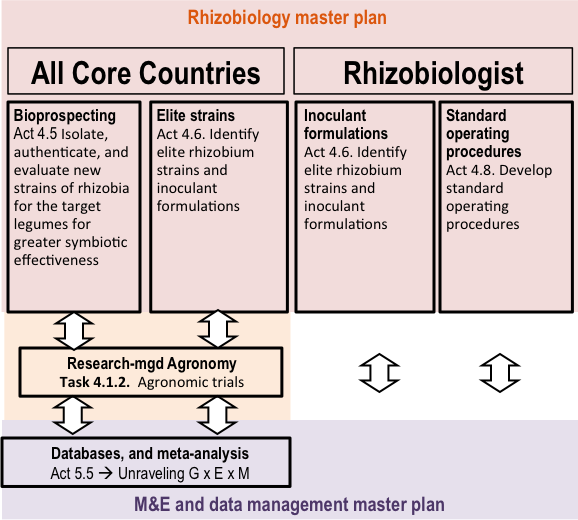 Rhizobiology master plan
All Core Countries
Rhizobiologist
Bioprospecting
Act 4.5 Isolate,
authenticate, and
evaluate new
strains of rhizobia
for the target
legumes for
greater symbiotic
effectiveness
Elite strains
Act 4.6. Identify
elite rhizobium
strains and
inoculant
formulations
Inoculant
formulations
Act 4.6. Identify
elite rhizobium
strains and
inoculant
formulations
Standard
operating
procedures
Act 4.8. Develop
standard
operating
procedures
Research-mgd Agronomy
Task 4.1.2. Agronomic trials
Databases, and meta-analysis
Act 5.5 → Unraveling G x E x M
M&E and data management master plan